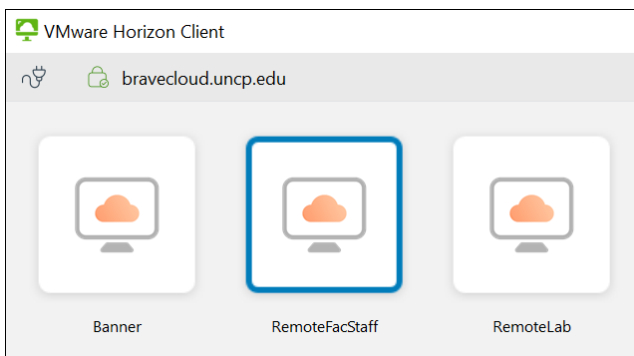 VMware Horizon Client
bravecloud.uncp.edu
Banner RemoteFacStaff RemoteLab